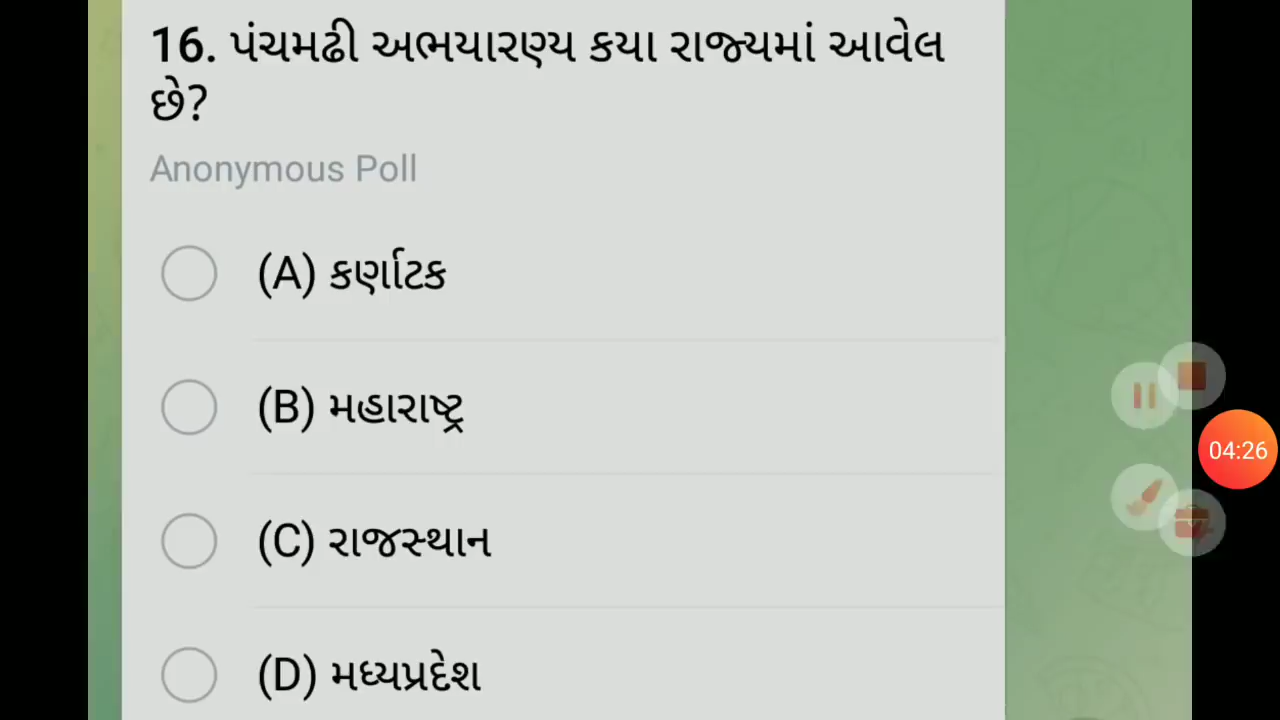 16. પંચમઢી અભયારણ્ય કયા રાજ્યમાં આવેલ
છે?
Anonymous Poll
(A) કર્ણાટક
(B) મહારાષ્ટ્ર
(C) રાજસ્થાન
(D) મધ્યપ્રદેશ
04:26